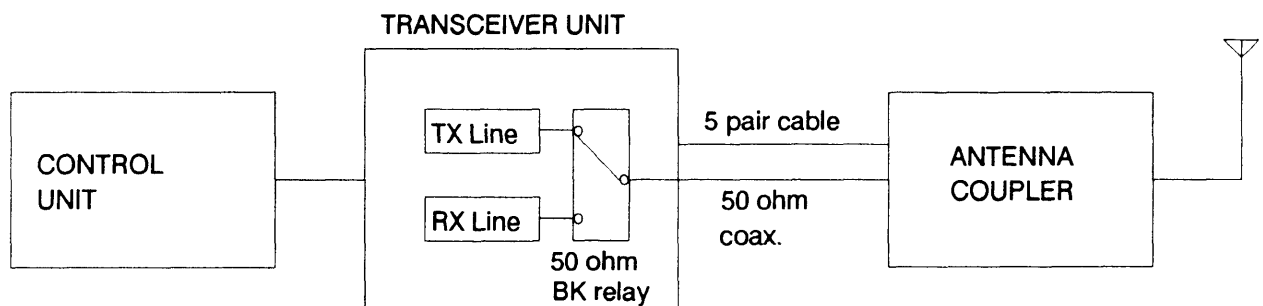 TRANSCEIVER UNIT
CONTROL
UNIT
TX Line
RX Line
50 ohm
BK relay
5 pair cable
50 ohm
coax.
ANTENNA
COUPLER